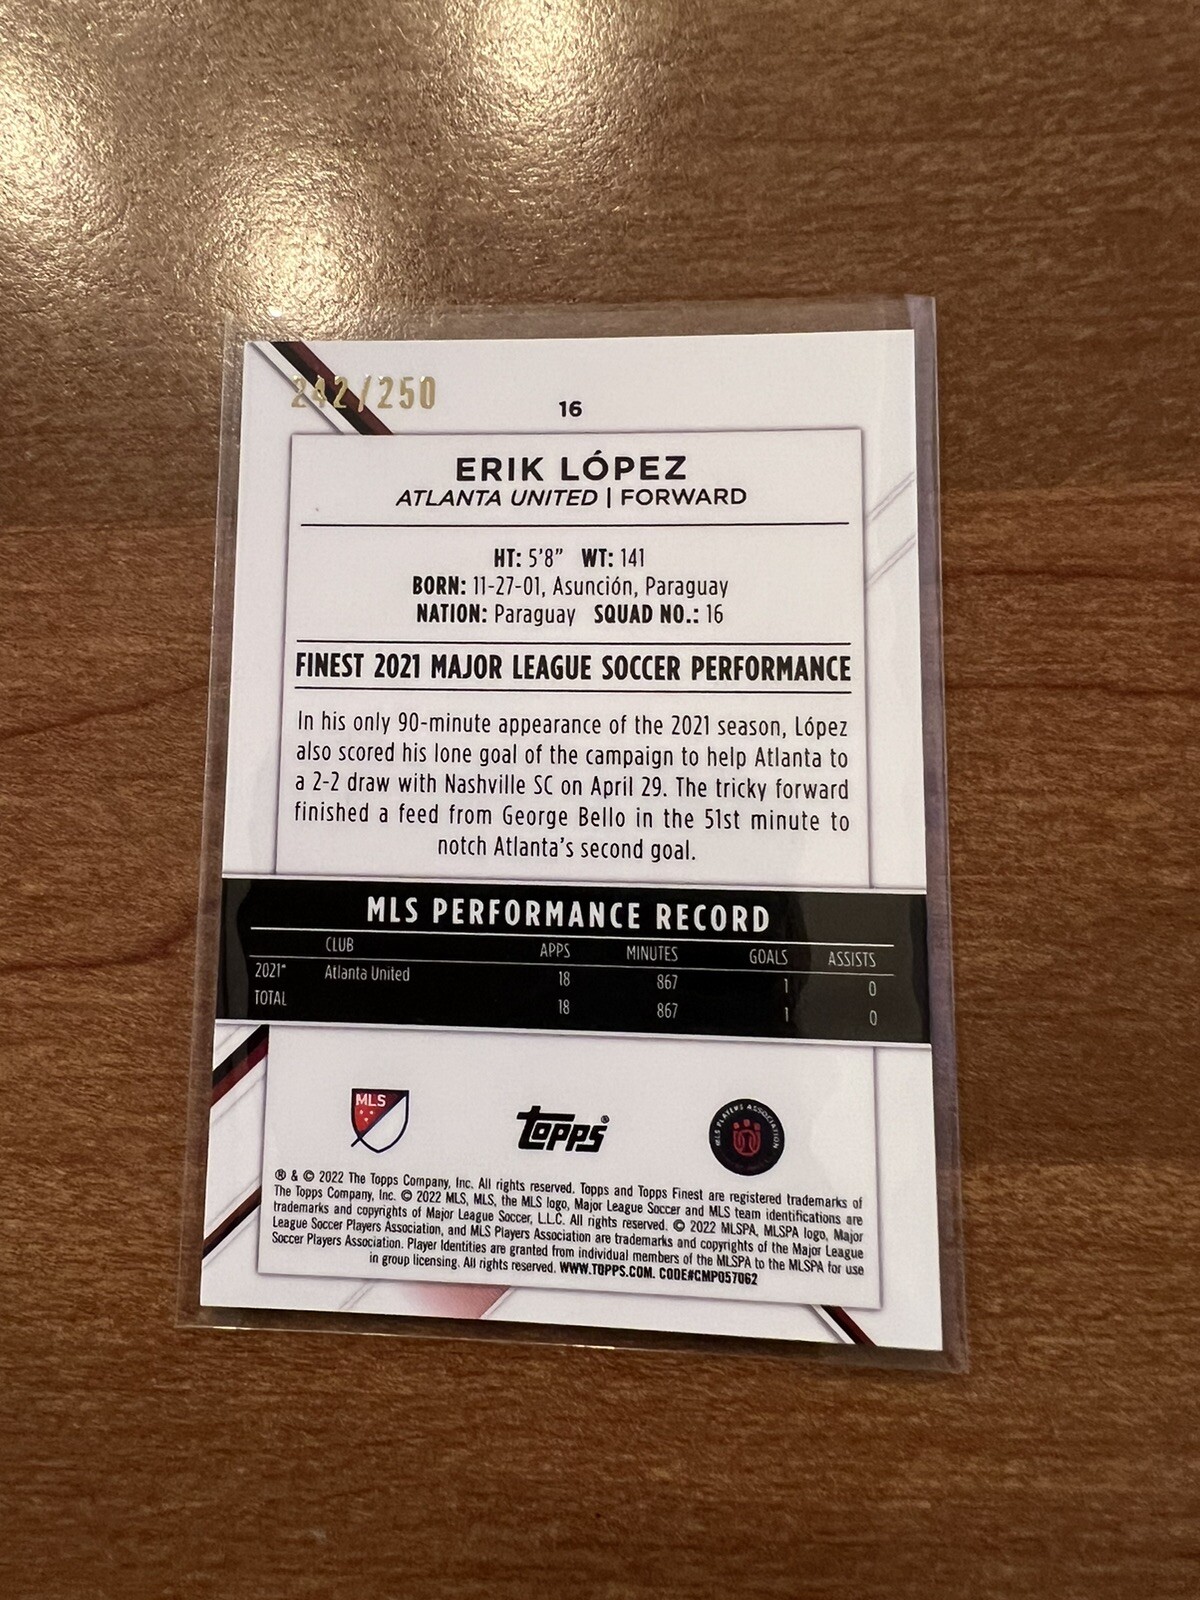 242/250
16
ERIK LÓPEZ
ATLANTA UNITED | FORWARD
HT: 5'8" WT: 141
BORN: 11-27-01, Asunción, Paraguay
NATION: Paraguay SQUAD NO.: 16
FINEST 2021 MAJOR LEAGUE SOCCER PERFORMANCE
In his only 90-minute appearance of the 2021 season, López
also scored his lone goal of the campaign to help Atlanta to
a 2-2 draw with Nashville SC on April 29. The tricky forward
finished a feed from George Bello in the 51st minute to
notch Atlanta's second goal.
MLS PERFORMANCE RECORD
CLUB APPS MINUTES GOALS ASSISTS
2021* Atlanta United 18 867 1 0
TOTAL 18 867 1 0
MLS
topps®
MLS PLAYERS ASSOCIATION
® & © 2022 The Topps Company, Inc. All rights reserved. Topps and Topps Finest are registered trademarks of
The Topps Company, Inc. © 2022 MLS, MLS, the MLS logo, Major League Soccer and MLS team identifications are
trademarks and copyrights of Major League Soccer, L.L.C. All rights reserved. © 2022 MLSPA, MLSPA logo, Major
League Soccer Players Association, and MLS Players Association are trademarks and copyrights of the Major League
Soccer Players Association. Player Identities are granted from individual members of the MLSPA to the MLSPA for use
in group licensing. All rights reserved. WWW.TOPPS.COM. CODE#CMP057062